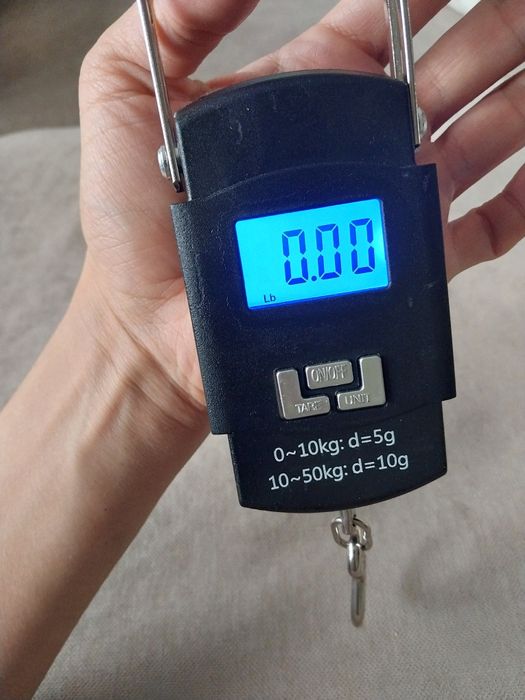 0.00
Lb
ON/OFF
TARE UNIT
0~10kg: d=5g
10~50kg: d=10g